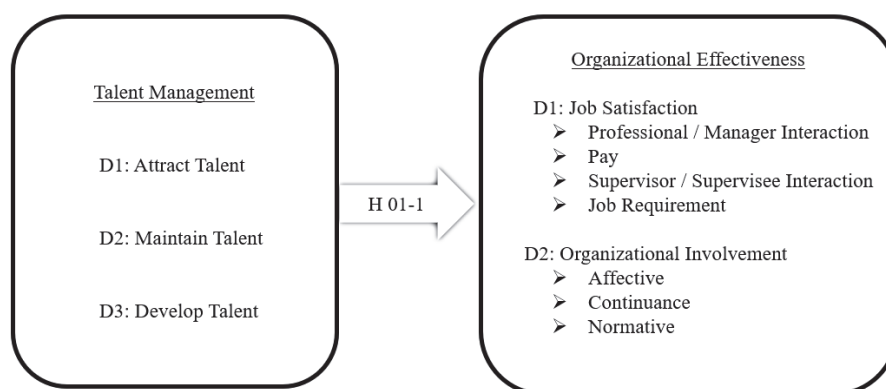 Talent Management
D1: Attract Talent
D2: Maintain Talent
D3: Develop Talent
H 01-1
Organizational Effectiveness
D1: Job Satisfaction
➢ Professional / Manager Interaction
➢ Pay
➢ Supervisor / Supervisee Interaction
➢ Job Requirement
D2: Organizational Involvement
➢ Affective
➢ Continuance
➢ Normative